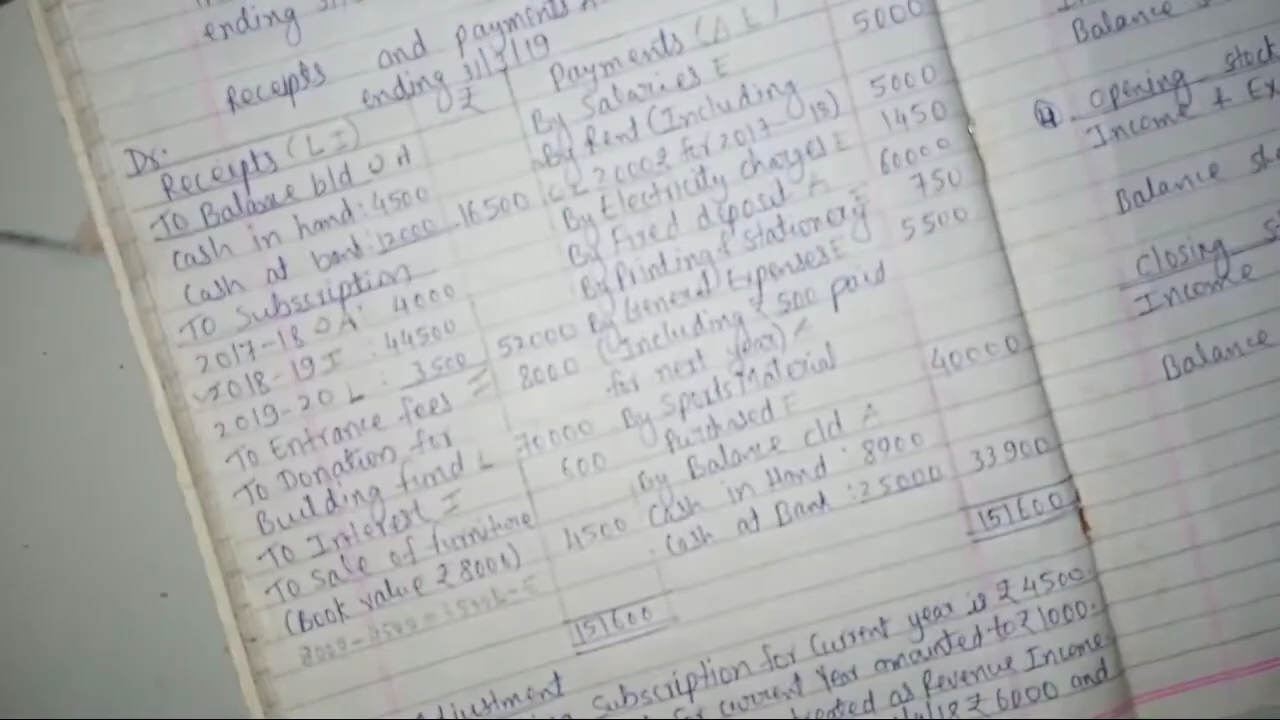 ending
Receipts and payments
ending 31/3/19
Dr.
Receipts (L I) ₹
To Balance b/d O A
Cash in hand : 4500
Cash at bank : 12000 16500
To Subscription
2017-18 O A : 4000
2018-19 I : 44500
2019-20 L : 3500 52000
To Entrance fees I 8000
To Donation for
Building fund L 70000
To Interest I 600
To Sale of furniture
(Book value ₹ 8000) 4500
151600
Payments (A E)
By Salaries E 5000
By Rent (Including
₹ 2000 for 2017-18) 5000
By Electricity charges E 1450
By Fixed deposit A 60000
By Printing & Stationery E 750
By General Expenses E 5500
(Including ₹ 500 paid
for next year) A
By Sports Material
Purchased E 40000
By Balance c/d A
Cash in Hand : 8900
Cash at Bank : 25000 33900
151600
Adjustment
Subscription for current year is ₹ 4500.
for current year amounted to ₹ 1000.
treated as Revenue Income
₹ 6000 and
Balance
4. Opening stock
Income + Ex
Balance she
Closing S
Income
Balance